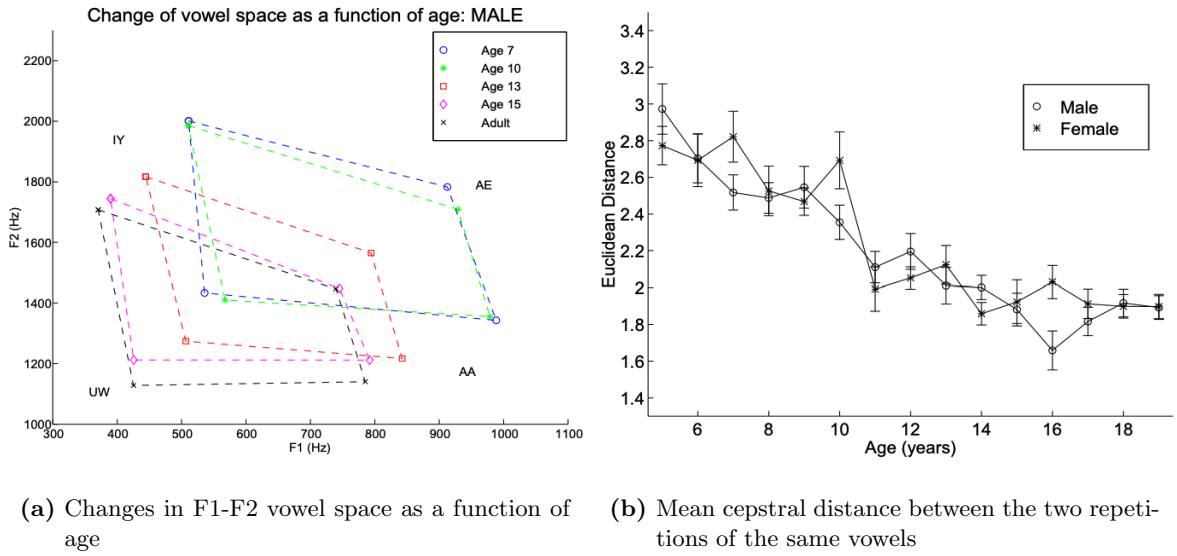 Change of vowel space as a function of age: MALE
2200
2000
1800
1600
1400
1200
1000
F2 (Hz)
Age 7
Age 10
Age 13
Age 15
Adult
IY
AE
UW
AA
300 400 500 600 700 800 900 1000 1100
F1 (Hz)
3.4
3.2
3
2.8
2.6
2.4
2.2
2
1.8
1.6
1.4
Euclidean Distance
Male
Female
6 8 10 12 14 16 18
Age (years)
(a) Changes in F1-F2 vowel space as a function of
age
(b) Mean cepstral distance between the two repeti-
tions of the same vowels